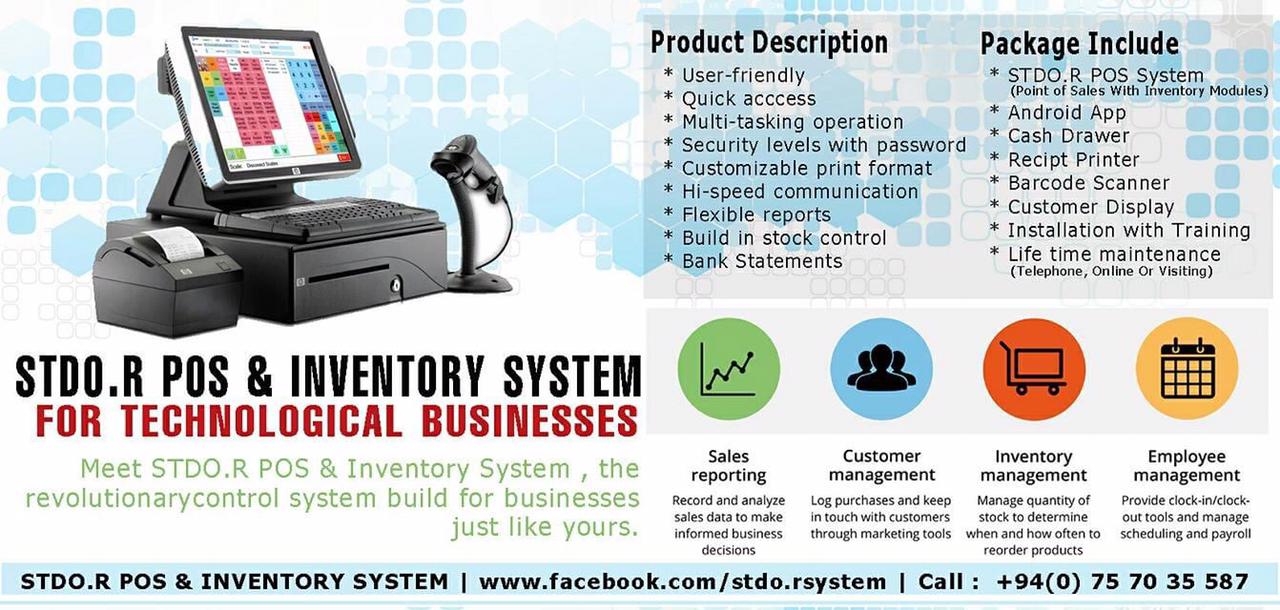 Product Description
* User-friendly
* Quick acccess
* Multi-tasking operation
* Security levels with password
* Customizable print format
* Hi-speed communication
* Flexible reports
* Build in stock control
* Bank Statements
Package Include
* STDO.R POS System
(Point of Sales With Inventory Modules)
* Android App
* Cash Drawer
* Recipt Printer
* Barcode Scanner
* Customer Display
* Installation with Training
* Life time maintenance
(Telephone, Online Or Visiting)
STDO.R POS & INVENTORY SYSTEM
FOR TECHNOLOGICAL BUSINESSES
Meet STDO.R POS & Inventory System , the
revolutionarycontrol system build for businesses
just like yours.
Sales
reporting
Record and analyze
sales data to make
informed business
decisions
Customer
management
Log purchases and keep
in touch with customers
through marketing tools
Inventory
management
Manage quantity of
stock to determine
when and how often to
reorder products
Employee
management
Provide clock-in/clock-
out tools and manage
scheduling and payroll
STDO.R POS & INVENTORY SYSTEM | www.facebook.com/stdo.rsystem | Call : +94(0) 75 70 35 587